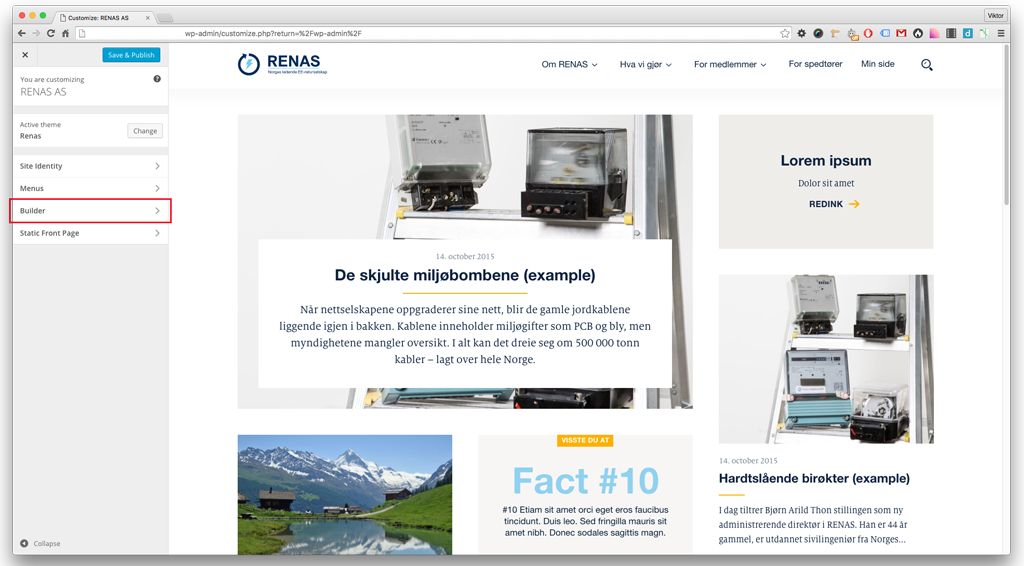 Customize: RENAS AS
Viktor
wp-admin/customize.php?return=%2Fwp-admin%2F
Save & Publish
You are customizing
RENAS AS
Active theme
Renas
Change
Site Identity
Menus
Builder
Static Front Page
Collapse
RENAS
Norges ledende EE-returselskap
Om RENAS
Hva vi gjør
For medlemmer
For spedtører
Min side
14. october 2015
De skjulte miljøbombene (example)
Når nettselskapene oppgraderer sine nett, blir de gamle jordkablene
liggende igjen i bakken. Kablene inneholder miljøgifter som PCB og bly, men
myndighetene mangler oversikt. I alt kan det dreie seg om 500 000 tonn
kabler – lagt over hele Norge.
Lorem ipsum
Dolor sit amet
REDINK
VISSTE DU AT
Fact #10
#10 Etiam sit amet orci eget eros faucibus
tincidunt. Duis leo. Sed fringilla mauris sit
amet nibh. Donec sodales sagittis magn.
14. october 2015
Hardtslående birøkter (example)
I dag tiltrer Bjørn Arild Thon stillingen som ny
administrerende direktør i RENAS. Han er 44 år
gammel, er utdannet sivilingeniør fra Norges...